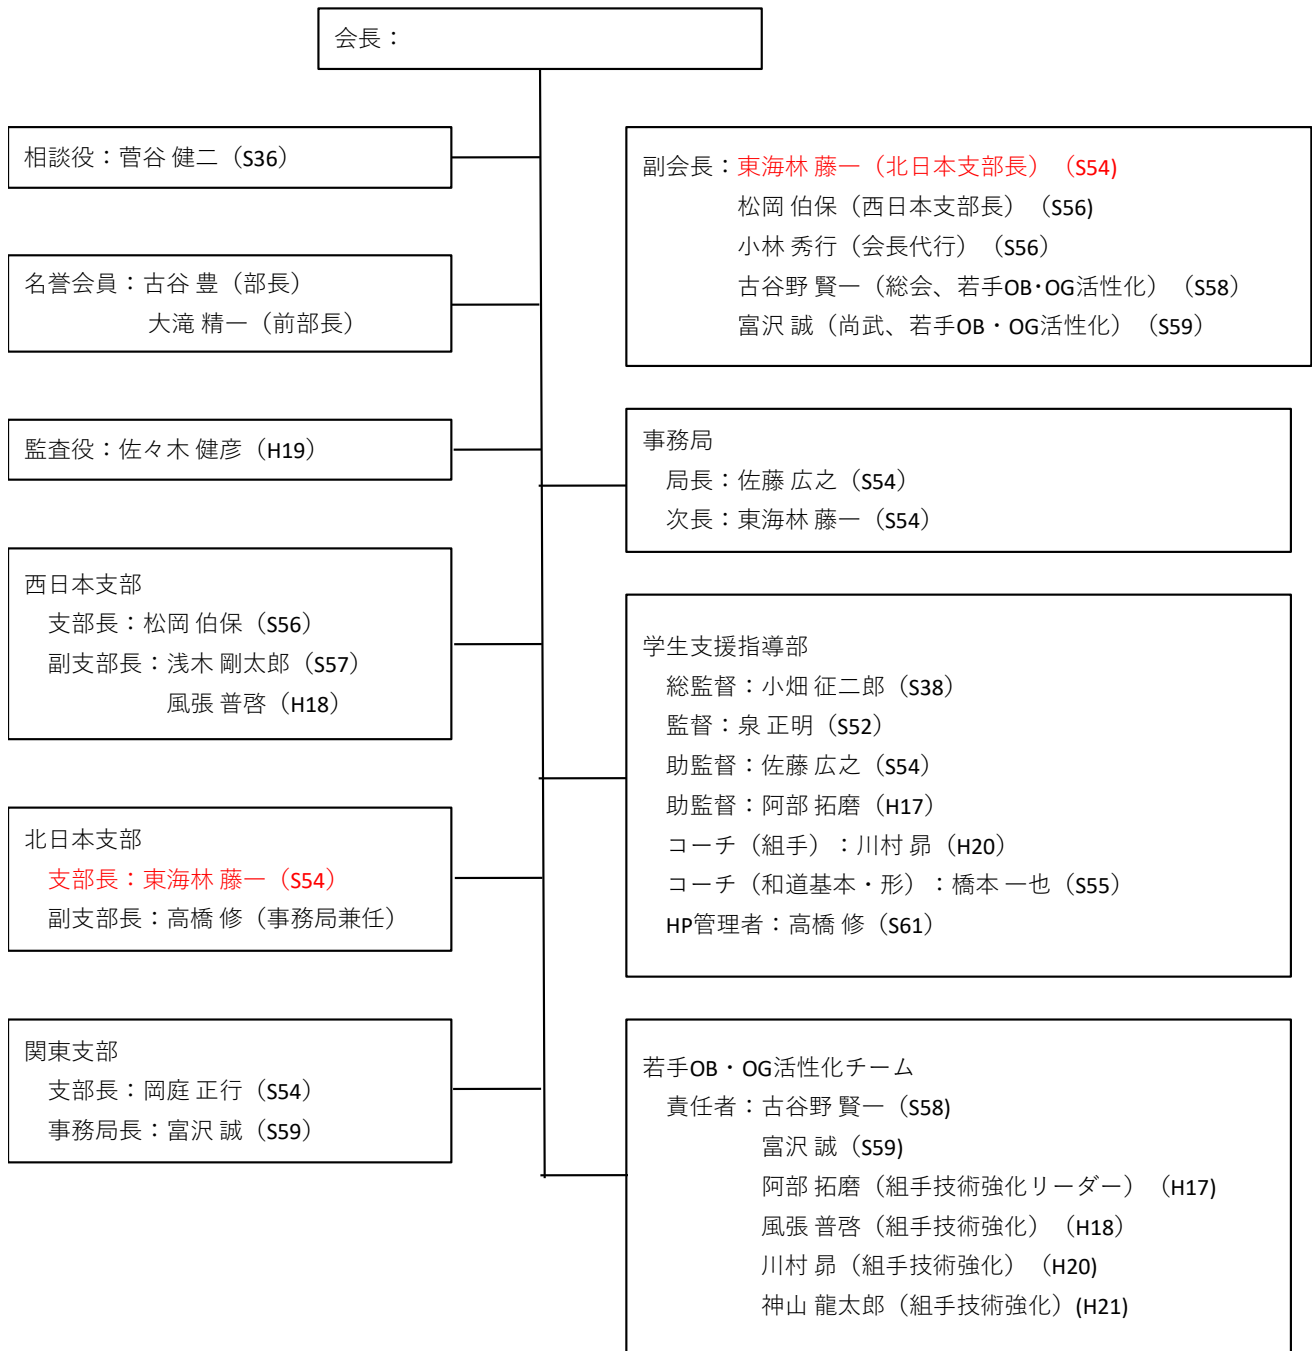 会長：
相談役：菅谷 健二（S36）
名誉会員：古谷 豊（部長）
大滝 精一（前部長）
監査役：佐々木 健彦（H19）
西日本支部
支部長：松岡 伯保（S56）
副支部長：浅木 剛太郎（S57）
風張 普啓（H18）
北日本支部
支部長：東海林 藤一（S54）
副支部長：高橋 修（事務局兼任）
関東支部
支部長：岡庭 正行（S54）
事務局長：富沢 誠（S59）
副会長：東海林 藤一（北日本支部長）（S54)
松岡 伯保（西日本支部長）（S56)
小林 秀行（会長代行）（S56）
古谷野 賢一（総会、若手OB･OG活性化）（S58）
富沢 誠（尚武、若手OB・OG活性化）（S59）
事務局
局長：佐藤 広之（S54）
次長：東海林 藤一（S54）
学生支援指導部
総監督：小畑 征二郎（S38）
監督：泉 正明（S52）
助監督：佐藤 広之（S54）
助監督：阿部 拓磨（H17）
コーチ（組手）：川村 昴（H20）
コーチ（和道基本・形）：橋本 一也（S55）
HP管理者：高橋 修（S61）
若手OB・OG活性化チーム
責任者：古谷野 賢一（S58)
富沢 誠（S59)
阿部 拓磨（組手技術強化リーダー）（H17)
風張 普啓（組手技術強化）（H18）
川村 昴（組手技術強化）（H20)
神山 龍太郎（組手技術強化）(H21)